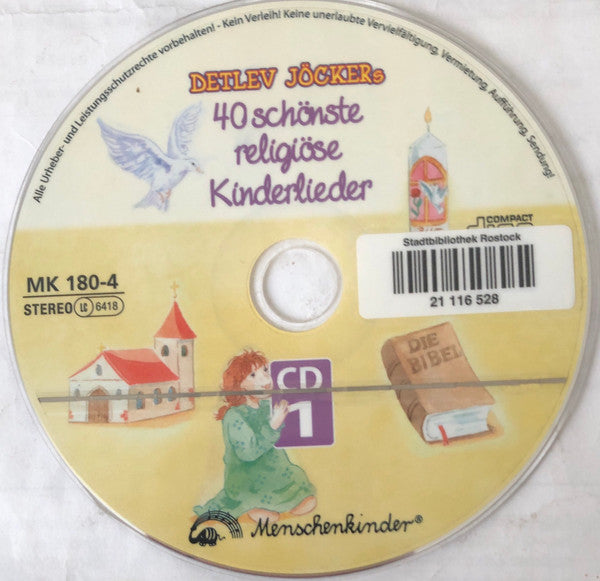 Alle Urheber- und Leistungsschutzrechte vorbehalten! - Kein Verleih! Keine unerlaubte Vervielfältigung, Vermietung, Aufführung, Sendung!
DETLEV JÖCKERs
40 schönste
religiöse
Kinderlieder
COMPACT
disc
Stadtbibliothek Rostock
21 116 528
MK 180-4
STEREO LC 6418
DIE
BIBEL
CD
1
Menschenkinder®